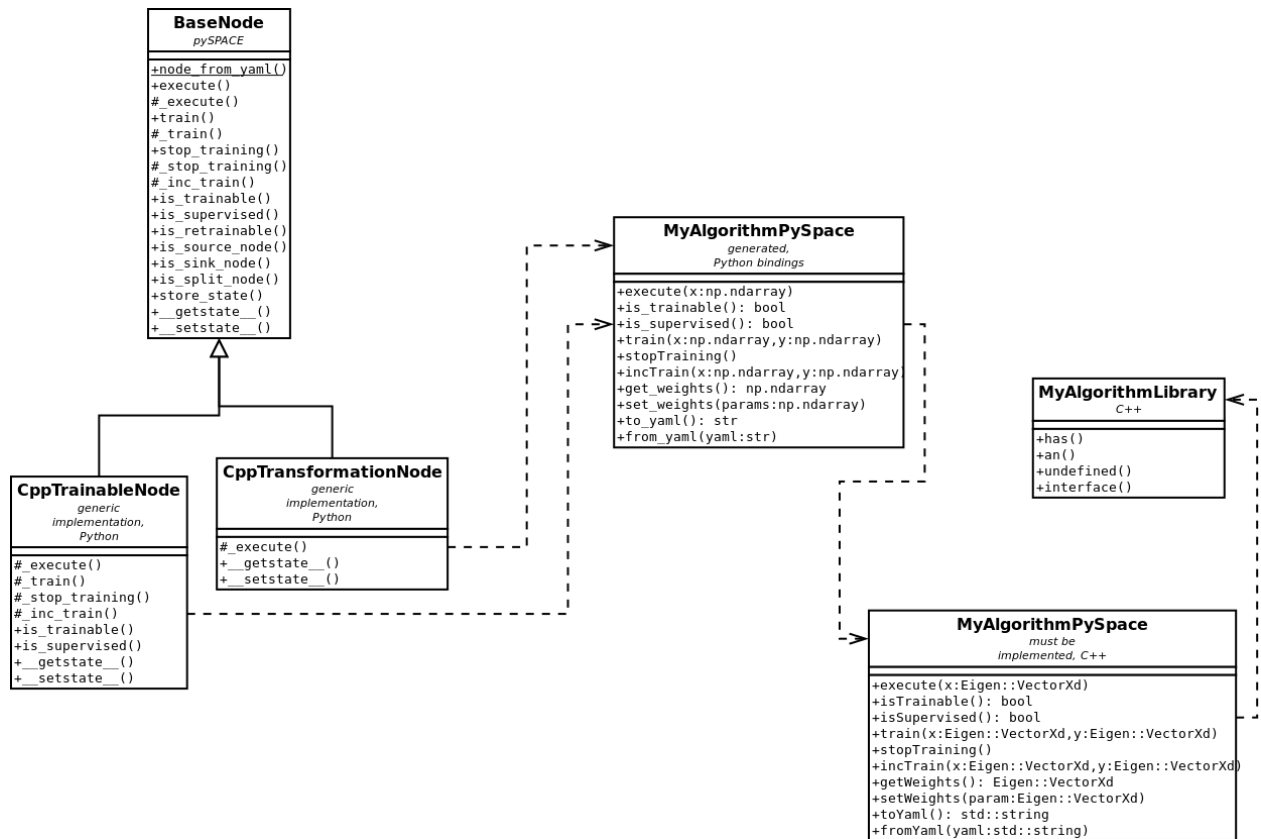 BaseNode
pySPACE
+node_from_yaml()
+execute()
#_execute()
+train()
#_train()
+stop_training()
#_stop_training()
#_inc_train()
+is_trainable()
+is_supervised()
+is_retrainable()
+is_source_node()
+is_sink_node()
+is_split_node()
+store_state()
+__getstate__()
+__setstate__()
CppTrainableNode
generic
implementation,
Python
#_execute()
#_train()
#_stop_training()
#_inc_train()
+is_trainable()
+is_supervised()
+__getstate__()
+__setstate__()
CppTransformationNode
generic
implementation,
Python
#_execute()
+__getstate__()
+__setstate__()
MyAlgorithmPySpace
generated,
Python bindings
+execute(x:np.ndarray)
+is_trainable(): bool
+is_supervised(): bool
+train(x:np.ndarray,y:np.ndarray)
+stopTraining()
+incTrain(x:np.ndarray,y:np.ndarray)
+get_weights(): np.ndarray
+set_weights(params:np.ndarray)
+to_yaml(): str
+from_yaml(yaml:str)
MyAlgorithmLibrary
C++
+has()
+an()
+undefined()
+interface()
MyAlgorithmPySpace
must be
implemented, C++
+execute(x:Eigen::VectorXd)
+isTrainable(): bool
+isSupervised(): bool
+train(x:Eigen::VectorXd,y:Eigen::VectorXd)
+stopTraining()
+incTrain(x:Eigen::VectorXd,y:Eigen::VectorXd)
+getWeights(): Eigen::VectorXd
+setWeights(param:Eigen::VectorXd)
+toYaml(): std::string
+fromYaml(yaml:std::string)